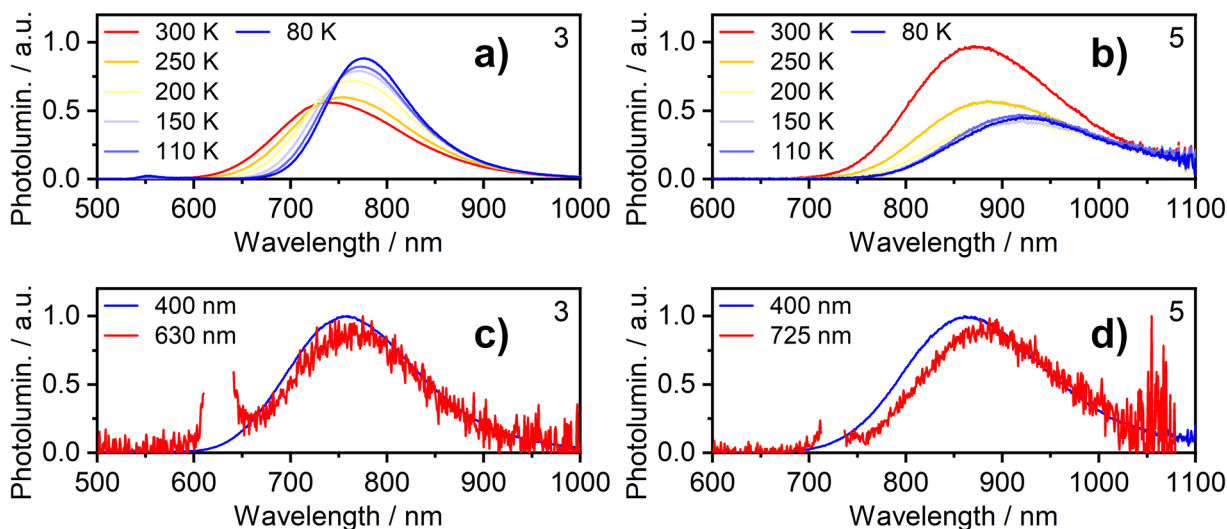 Photolumin. / a.u.
1.0
0.5
0.0
300 K 80 K
250 K
200 K
150 K
110 K
a)
3
500 600 700 800 900 1000
Wavelength / nm
Photolumin. / a.u.
1.0
0.5
0.0
300 K 80 K
250 K
200 K
150 K
110 K
b)
5
600 700 800 900 1000 1100
Wavelength / nm
Photolumin. / a.u.
1.0
0.5
0.0
400 nm
630 nm
c)
3
500 600 700 800 900 1000
Wavelength / nm
Photolumin. / a.u.
1.0
0.5
0.0
400 nm
725 nm
d)
5
600 700 800 900 1000 1100
Wavelength / nm